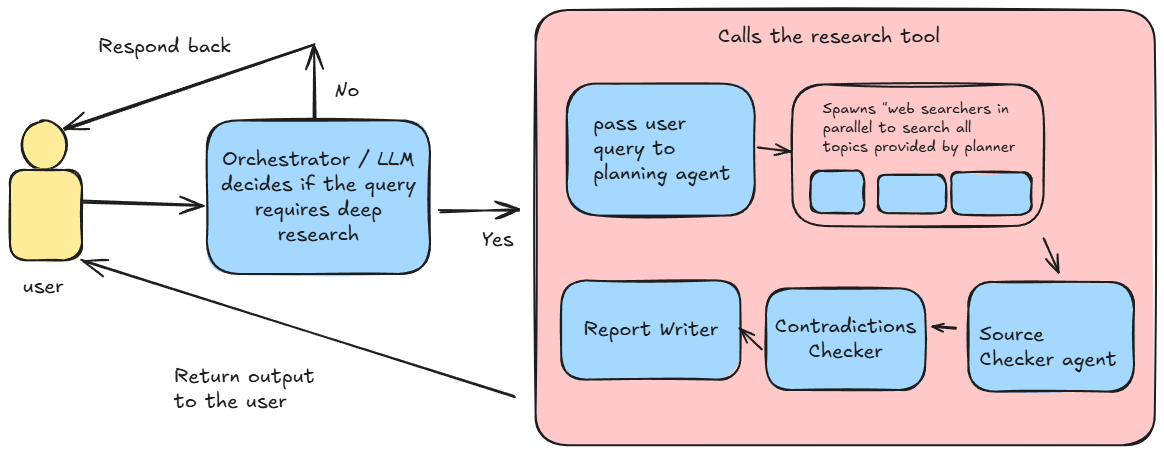 Respond back
No
Orchestrator / LLM
decides if the query
requires deep
research
Yes
user
Return output
to the user
Calls the research tool
pass user
query to
planning agent
Spawns "web searchers in
parallel to search all
topics provided by planner
Source
Checker agent
Contradictions
Checker
Report Writer